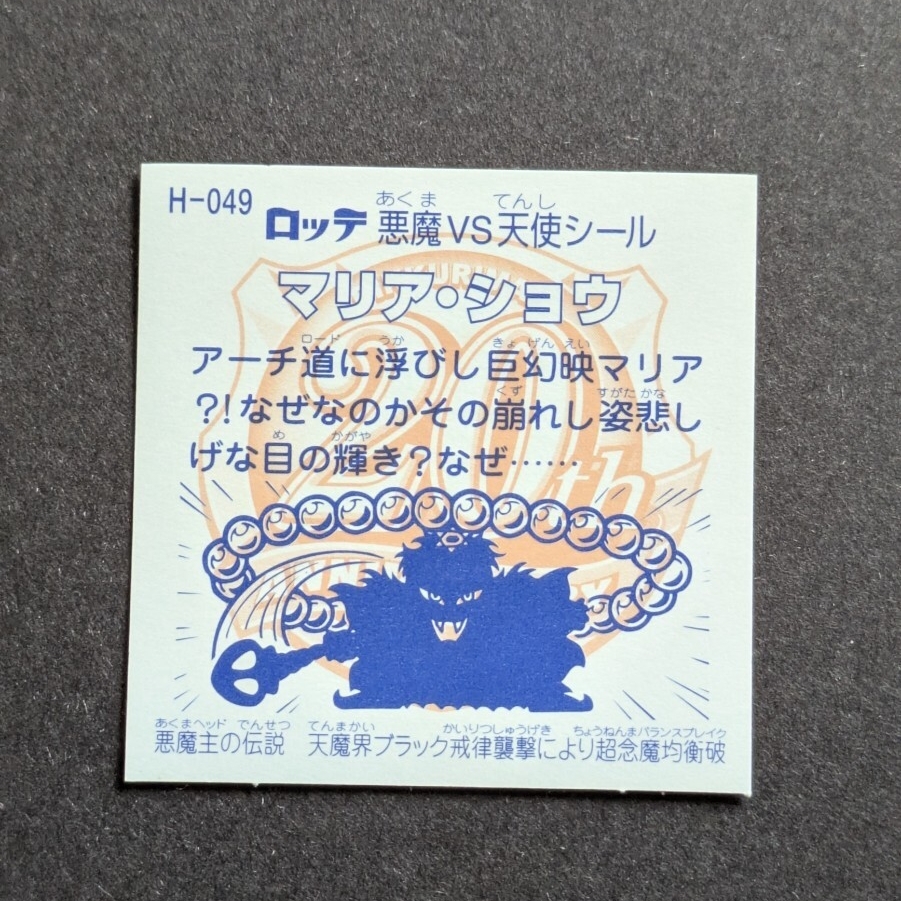 H-049
ロッテ 悪魔VS天使シール
あくま てんし
マリア・ショウ
アーチ道に浮びし巨幻映マリア
ロード うか きょ げん えい
?!なぜなのかその崩れし姿悲し
くず すがた かな
げな目の輝き?なぜ……
め かがや
20th
あくまヘッド でんせつ てんまかい かいりつしゅうげき ちょうねんまバランスブレイク
悪魔主の伝説 天魔界ブラック戒律襲撃により超念魔均衡破